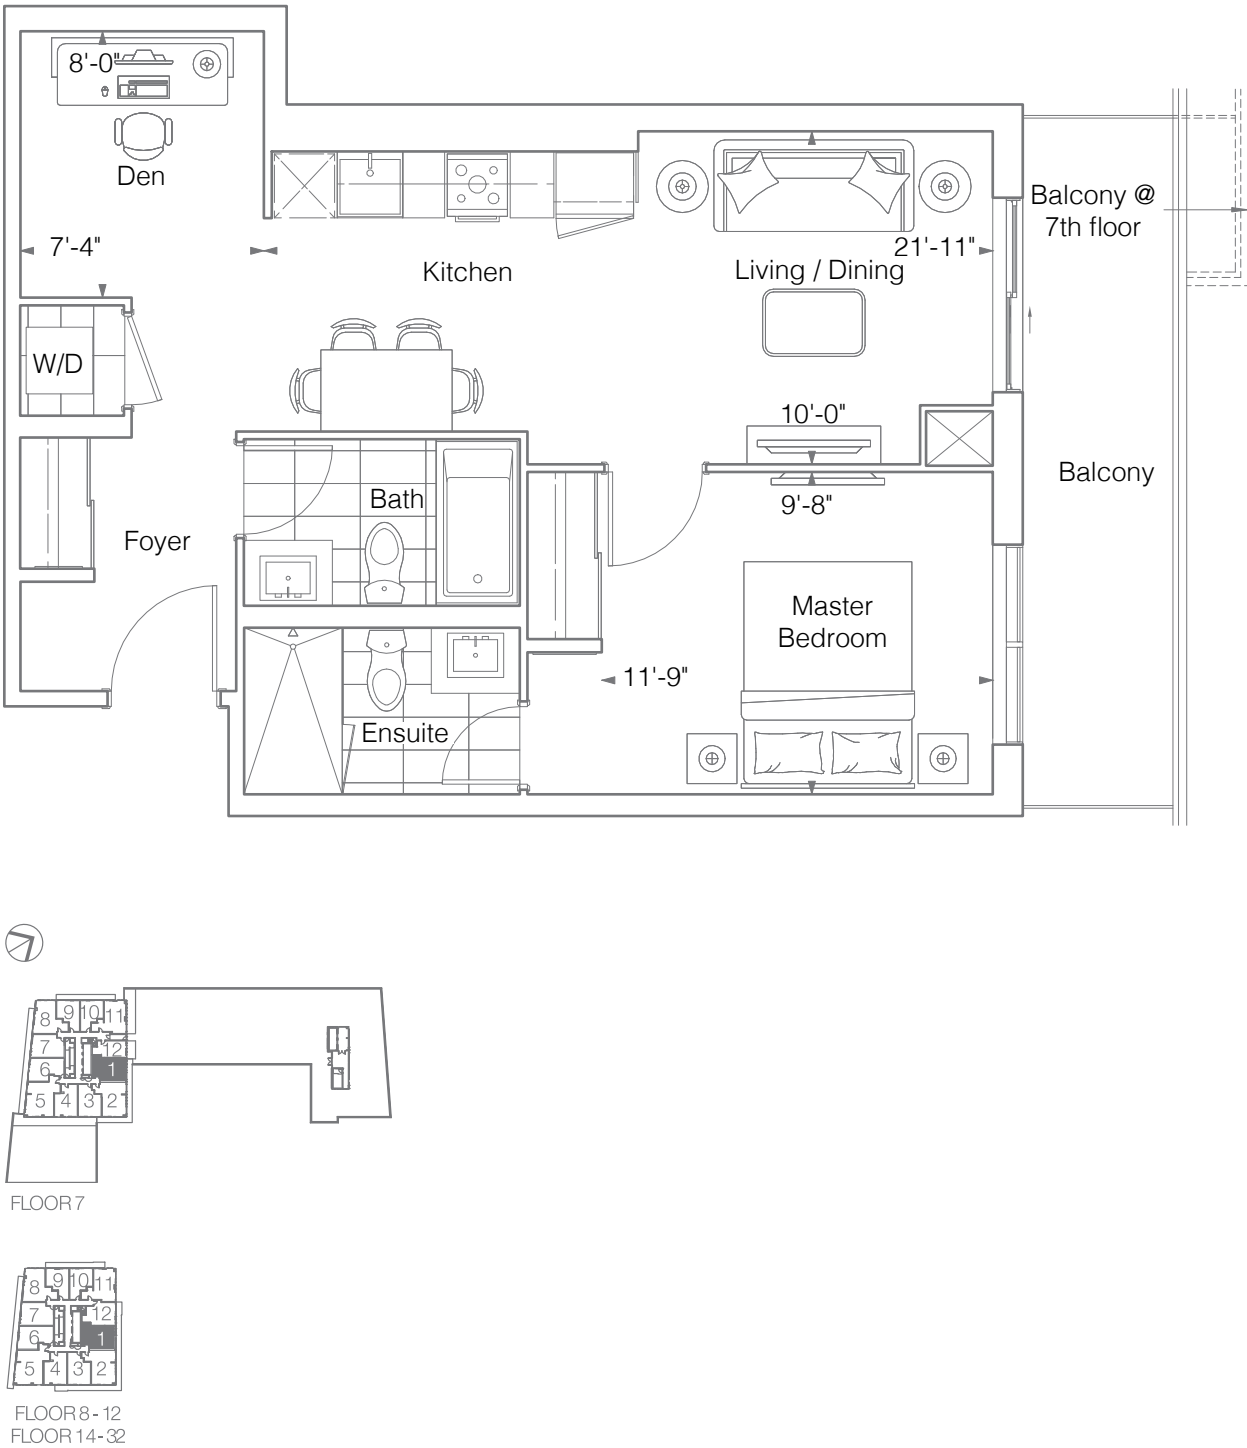 8'-0"
Den
7'-4"
Kitchen
21'-11"
Living / Dining
Balcony @
7th floor
W/D
10'-0"
9'-8"
Balcony
Bath
Foyer
Master
Bedroom
11'-9"
Ensuite
8 9 10 11
7 12
6 1
5 4 3 2
FLOOR 7
8 9 10 11
7 12
6 1
5 4 3 2
FLOOR 8 - 12
FLOOR 14 - 32